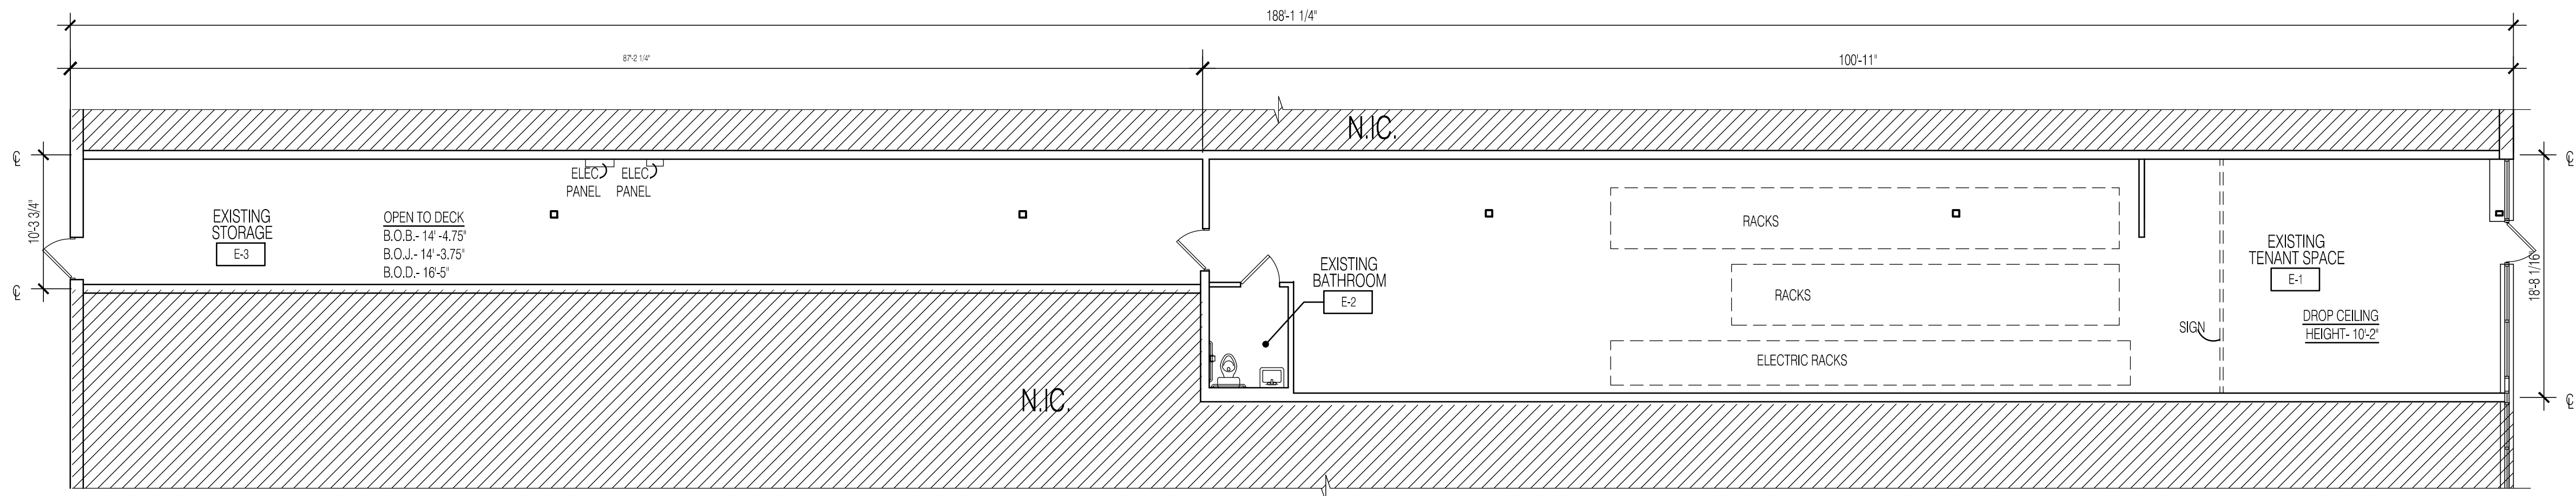 188'-1 1/4"
87'-2 1/4"
100'-11"
N.IC.
℄
℄
10'-3 3/4"
℄
℄
18'-8 1/16"
ELEC
PANEL
ELEC
PANEL
EXISTING
STORAGE
E-3
OPEN TO DECK
B.O.B.- 14' -4.75"
B.O.J.- 14' -3.75"
B.O.D.- 16'-5"
EXISTING
BATHROOM
E-2
RACKS
RACKS
ELECTRIC RACKS
SIGN
EXISTING
TENANT SPACE
E-1
DROP CEILING
HEIGHT- 10'-2"
N.IC.